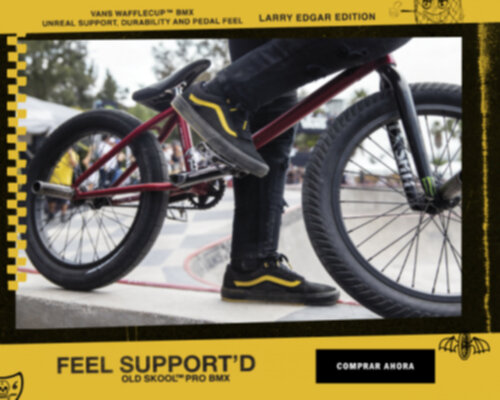 VANS WAFFLECUP™ BMX
UNREAL SUPPORT, DURABILITY AND PEDAL FEEL
LARRY EDGAR EDITION
FEEL SUPPORT'D
OLD SKOOL™ PRO BMX
COMPRAR AHORA